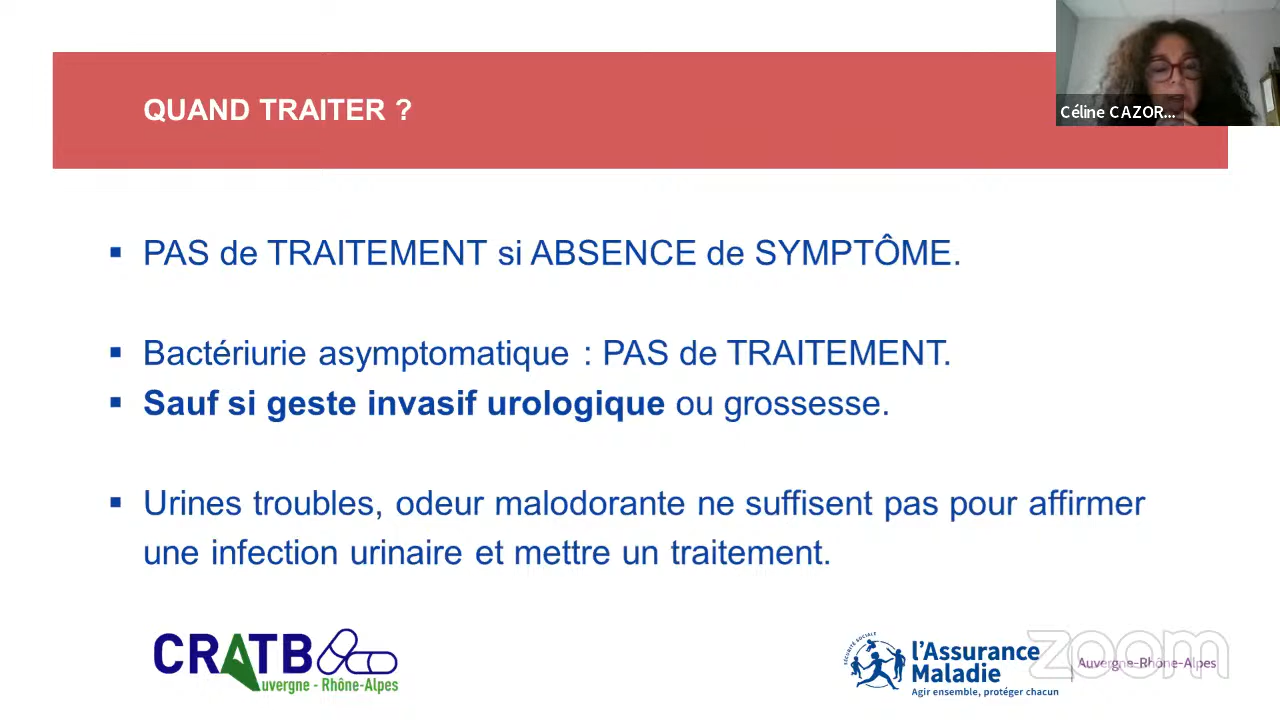 QUAND TRAITER ?
Céline CAZOR...
▪ PAS de TRAITEMENT si ABSENCE de SYMPTÔME.
▪ Bactériurie asymptomatique : PAS de TRAITEMENT.
▪ Sauf si geste invasif urologique ou grossesse.
▪ Urines troubles, odeur malodorante ne suffisent pas pour affirmer
une infection urinaire et mettre un traitement.
CRATB
Auvergne - Rhône-Alpes
SÉCURITÉ SOCIALE
l'Assurance
Maladie
Agir ensemble, protéger chacun
Auvergne-Rhône-Alpes
zoom